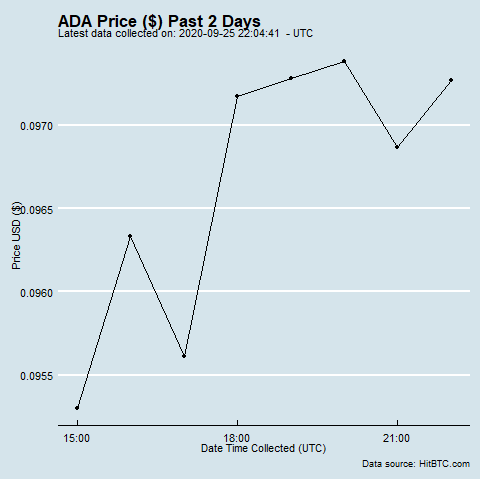 ADA Price ($) Past 2 Days
Latest data collected on: 2020-09-25 22:04:41  - UTC
0.0970
0.0965
0.0960
0.0955
Price USD ($)
15:00 18:00 21:00
Date Time Collected (UTC)
Data source: HitBTC.com